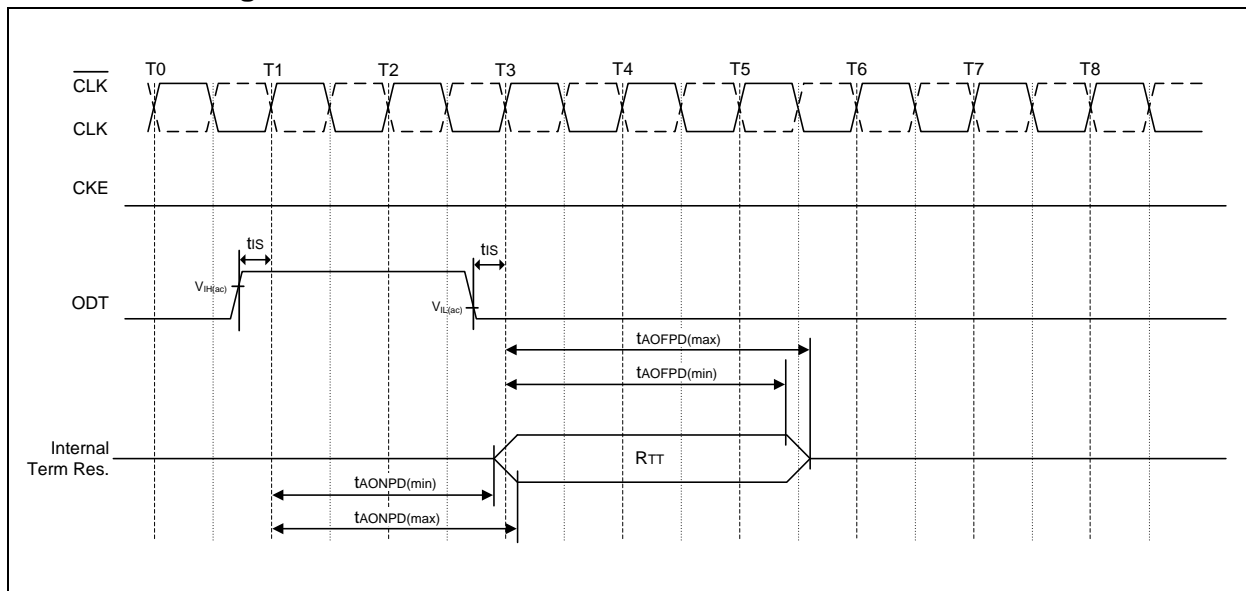 T0 T1 T2 T3 T4 T5 T6 T7 T8
CLK
CLK
CKE
tIS tIS
VIH(ac)
ODT
VIL(ac)
tAOFPD(max)
tAOFPD(min)
Internal
Term Res.
RTT
tAONPD(min)
tAONPD(max)